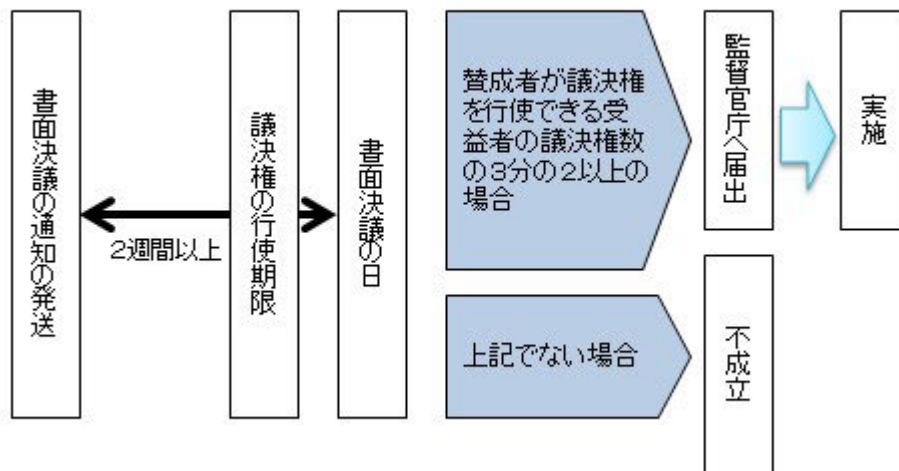 書面決議の通知の発送
2週間以上
議決権の行使期限
書面決議の日
賛成者が議決権
を行使できる受
益者の議決権数
の3分の2以上の
場合
監督官庁へ届出
実施
上記でない場合
不成立